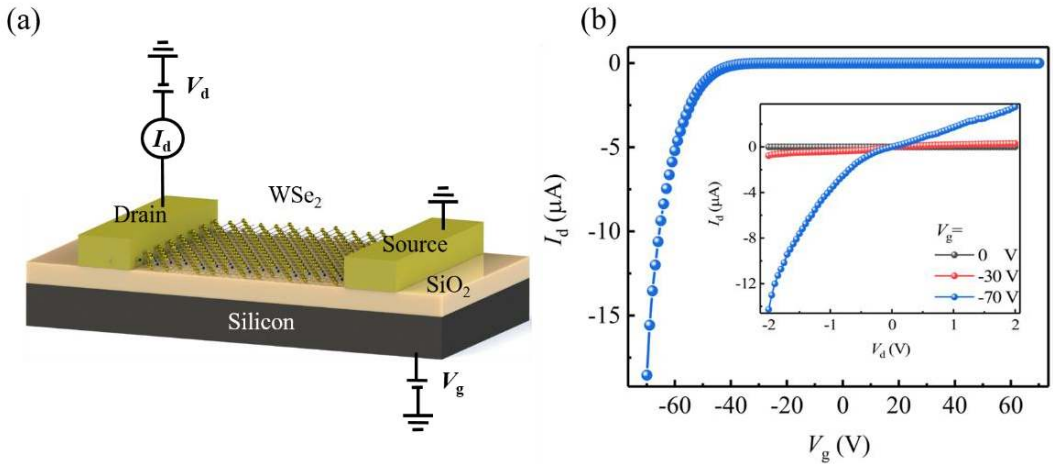 (a)
V_d
I_d
WSe₂
Drain
Source
SiO₂
Silicon
V_g
(b)
0
-5
-10
-15
I_d (μA)
-60 -40 -20 0 20 40 60
V_g (V)
4
0
-4
-8
-12
I_d (μA)
V_g=
0 V
-30 V
-70 V
-2 -1 0 1 2
V_d (V)